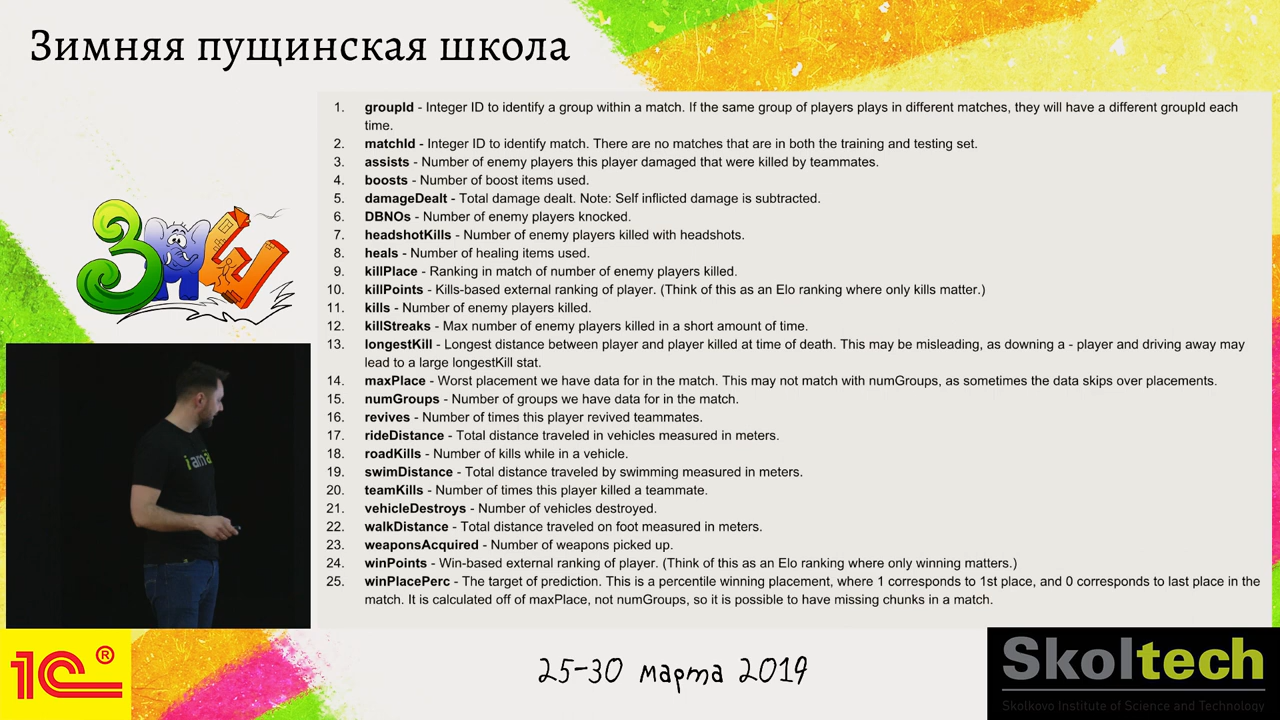 Зимняя пущинская школа
1. groupId - Integer ID to identify a group within a match. If the same group of players plays in different matches, they will have a different groupId each
time.
2. matchId - Integer ID to identify match. There are no matches that are in both the training and testing set.
3. assists - Number of enemy players this player damaged that were killed by teammates.
4. boosts - Number of boost items used.
5. damageDealt - Total damage dealt. Note: Self inflicted damage is subtracted.
6. DBNOs - Number of enemy players knocked.
7. headshotKills - Number of enemy players killed with headshots.
8. heals - Number of healing items used.
9. killPlace - Ranking in match of number of enemy players killed.
10. killPoints - Kills-based external ranking of player. (Think of this as an Elo ranking where only kills matter.)
11. kills - Number of enemy players killed.
12. killStreaks - Max number of enemy players killed in a short amount of time.
13. longestKill - Longest distance between player and player killed at time of death. This may be misleading, as downing a - player and driving away may
lead to a large longestKill stat.
14. maxPlace - Worst placement we have data for in the match. This may not match with numGroups, as sometimes the data skips over placements.
15. numGroups - Number of groups we have data for in the match.
16. revives - Number of times this player revived teammates.
17. rideDistance - Total distance traveled in vehicles measured in meters.
18. roadKills - Number of kills while in a vehicle.
19. swimDistance - Total distance traveled by swimming measured in meters.
20. teamKills - Number of times this player killed a teammate.
21. vehicleDestroys - Number of vehicles destroyed.
22. walkDistance - Total distance traveled on foot measured in meters.
23. weaponsAcquired - Number of weapons picked up.
24. winPoints - Win-based external ranking of player. (Think of this as an Elo ranking where only winning matters.)
25. winPlacePerc - The target of prediction. This is a percentile winning placement, where 1 corresponds to 1st place, and 0 corresponds to last place in the
match. It is calculated off of maxPlace, not numGroups, so it is possible to have missing chunks in a match.
ЗПШ
i am
1С®
25-30 марта 2019
Skoltech
Skolkovo Institute of Science and Technology